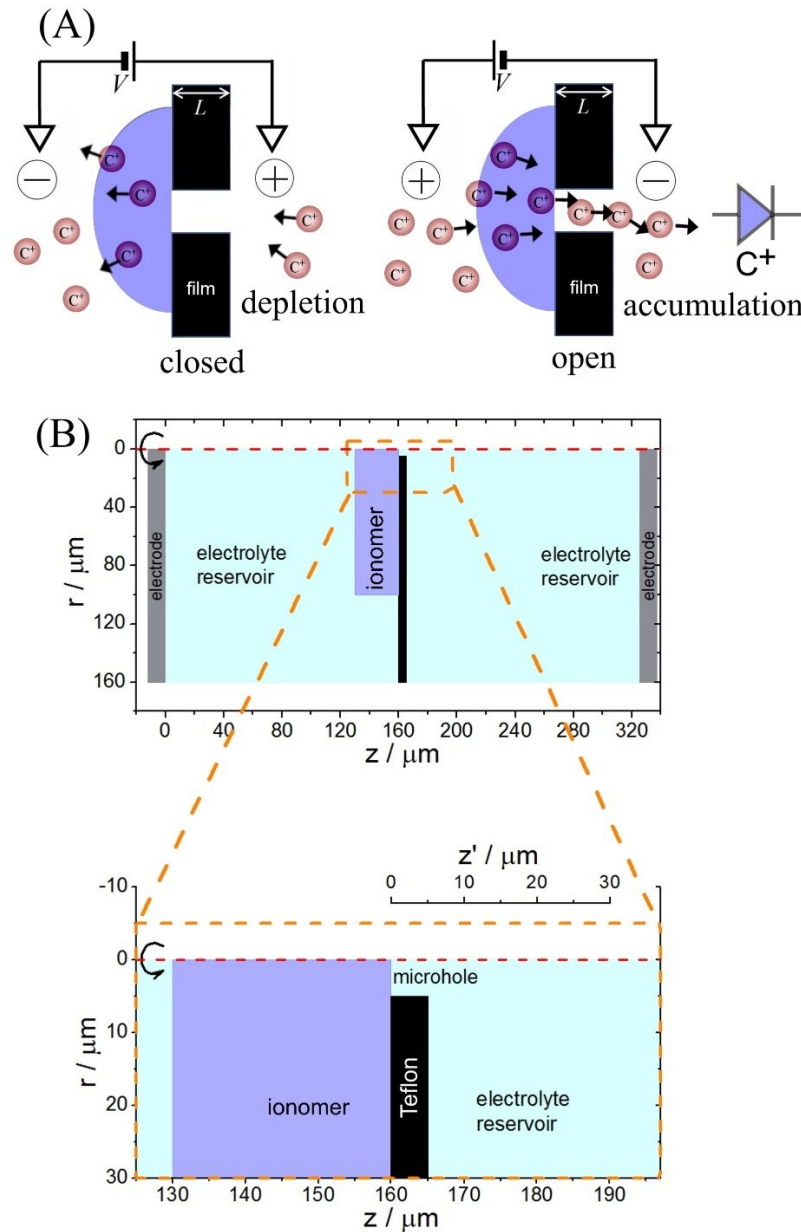 (A)
V
L
C⁺
C⁺
C⁺
−
+
C⁺
C⁺
C⁺
C⁺
C⁺
film
depletion
closed
V
L
C⁺
+
C⁺
C⁺
−
C⁺
C⁺
C⁺
C⁺
C⁺
C⁺
C⁺
C⁺
C⁺
film
C⁺
accumulation
open
(B)
r / μm
0
40
80
120
160
electrode
electrolyte
reservoir
ionomer
electrolyte
reservoir
electrode
0 40 80 120 160 200 240 280 320
z / μm
z' / μm
0 10 20 30
r / μm
-10
0
10
20
30
microhole
ionomer
Teflon
electrolyte
reservoir
130 140 150 160 170 180 190
z / μm